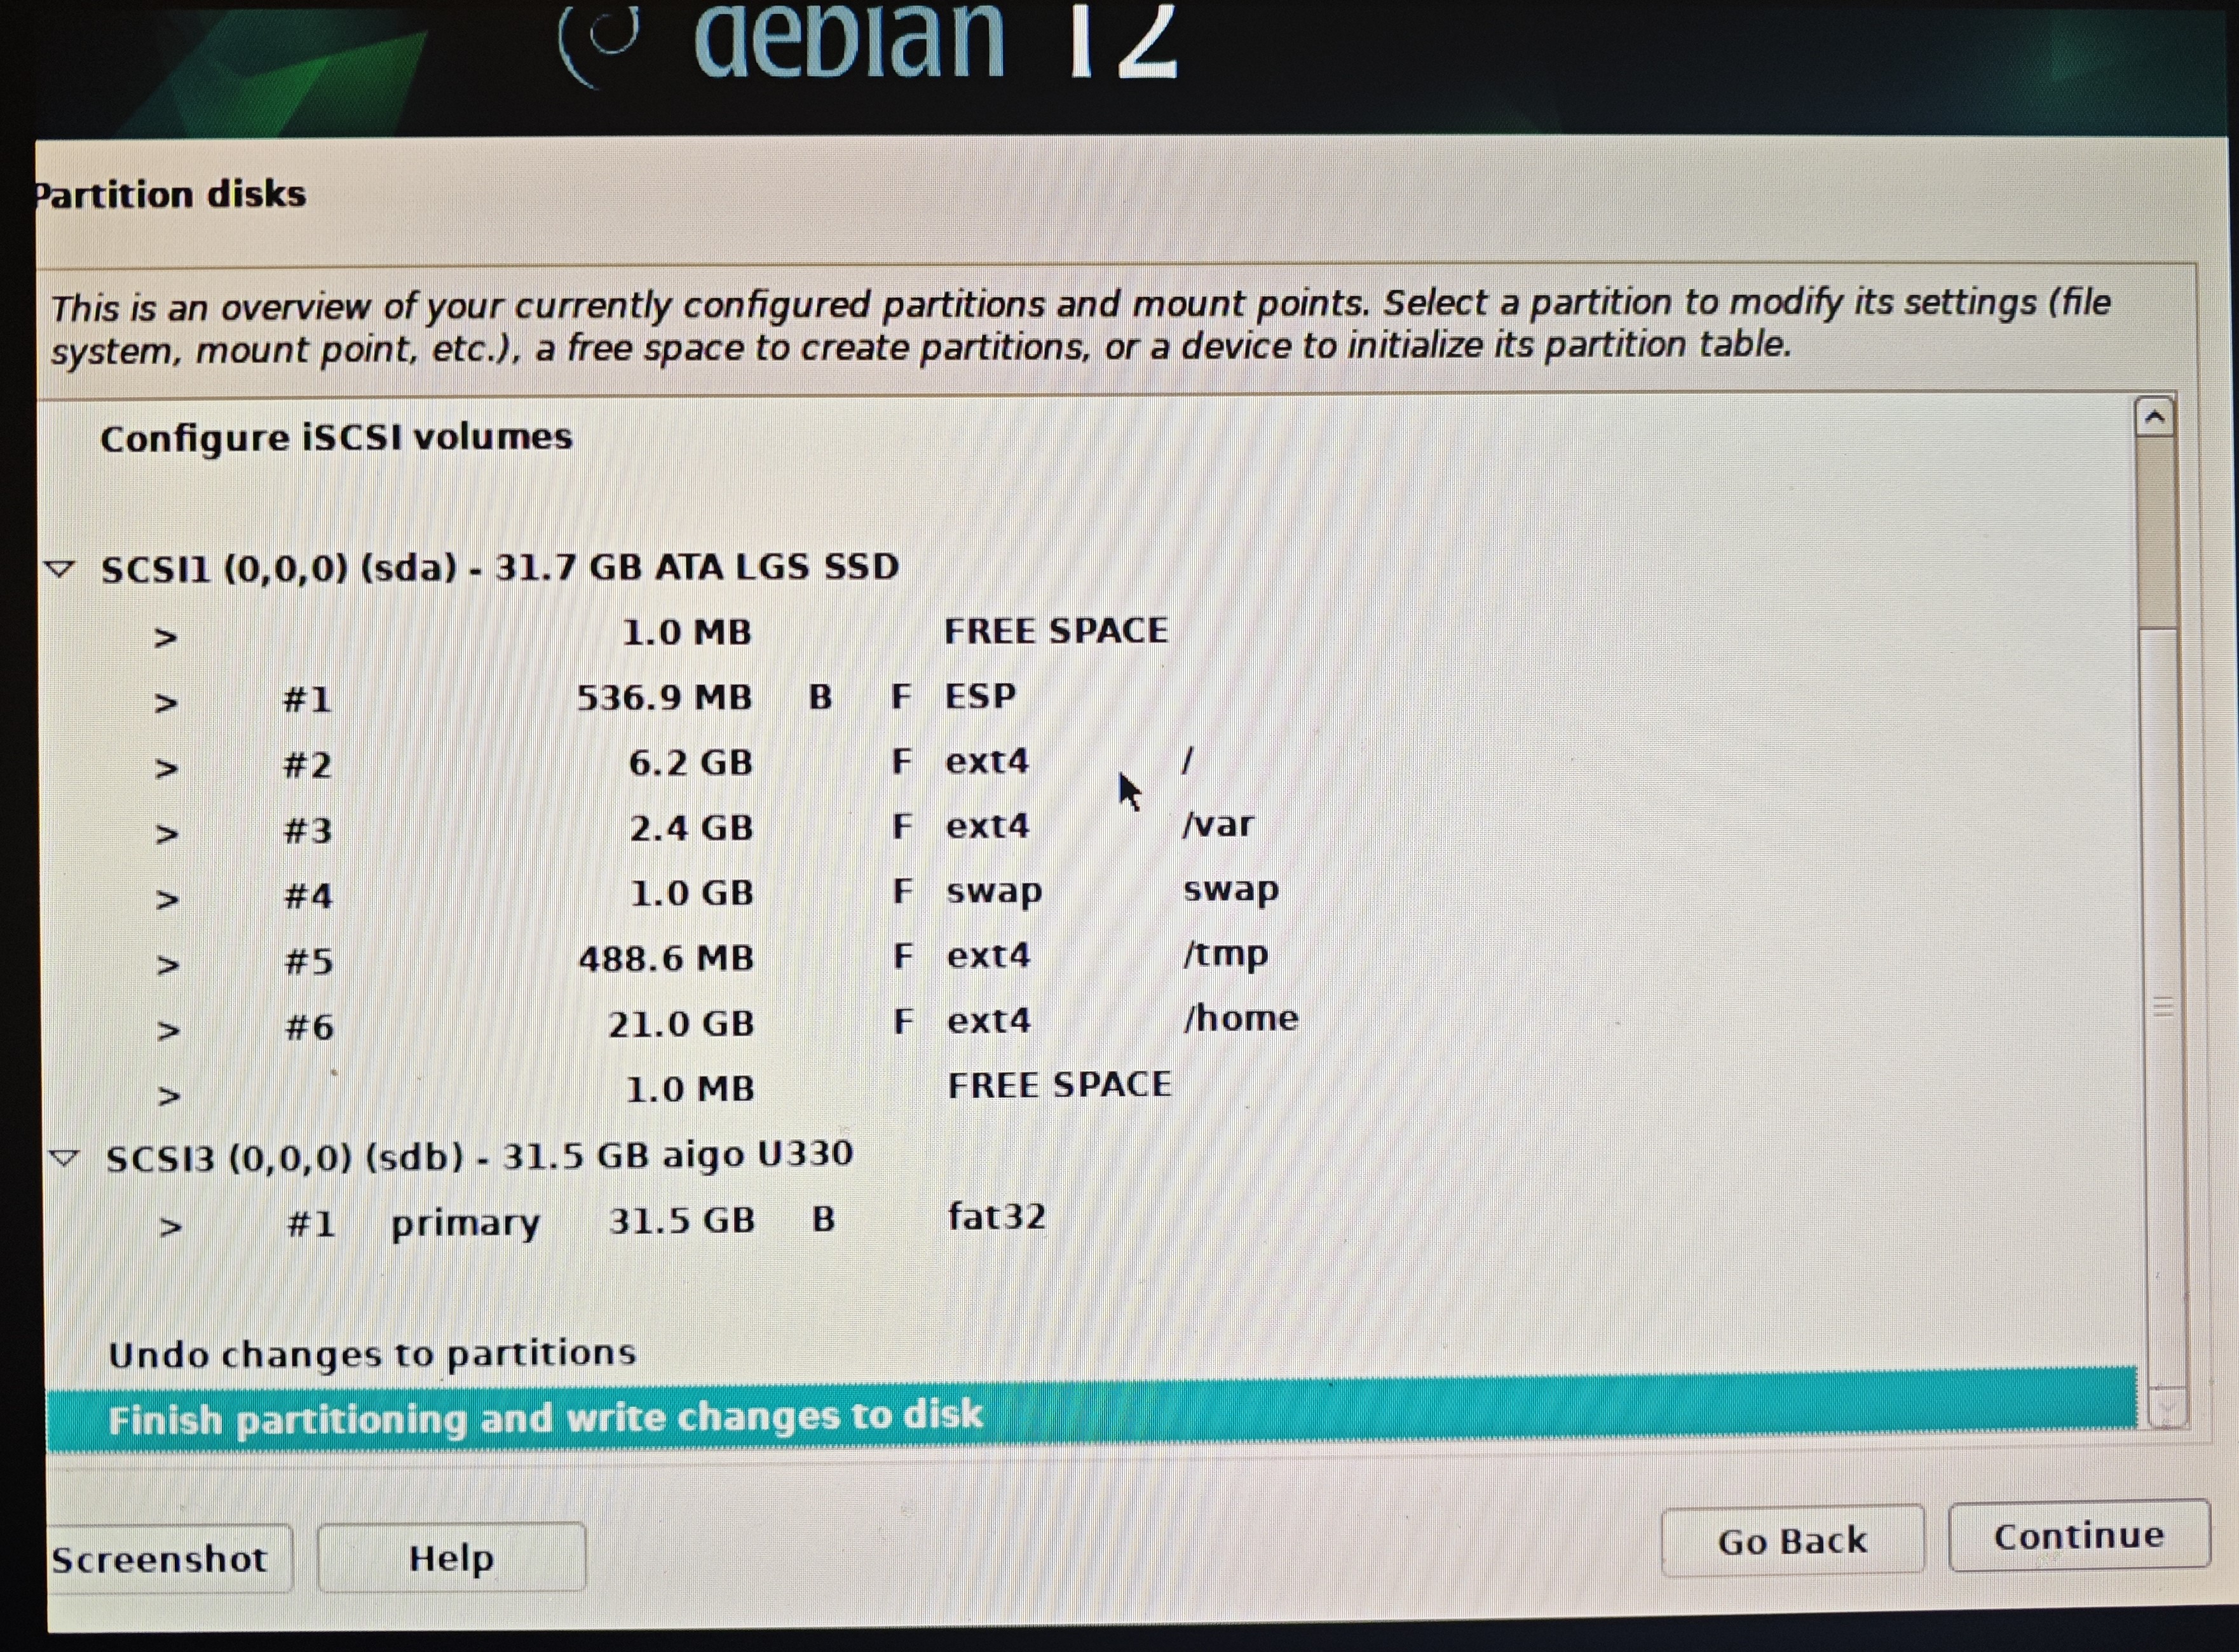 debian 12
Partition disks
This is an overview of your currently configured partitions and mount points. Select a partition to modify its settings (file
system, mount point, etc.), a free space to create partitions, or a device to initialize its partition table.
Configure iSCSI volumes
SCSI1 (0,0,0) (sda) - 31.7 GB ATA LGS SSD
> 1.0 MB FREE SPACE
> #1 536.9 MB B F ESP
> #2 6.2 GB F ext4 /
> #3 2.4 GB F ext4 /var
> #4 1.0 GB F swap swap
> #5 488.6 MB F ext4 /tmp
> #6 21.0 GB F ext4 /home
> 1.0 MB FREE SPACE
SCSI3 (0,0,0) (sdb) - 31.5 GB aigo U330
> #1 primary 31.5 GB B fat32
Undo changes to partitions
Finish partitioning and write changes to disk
Screenshot Help Go Back Continue